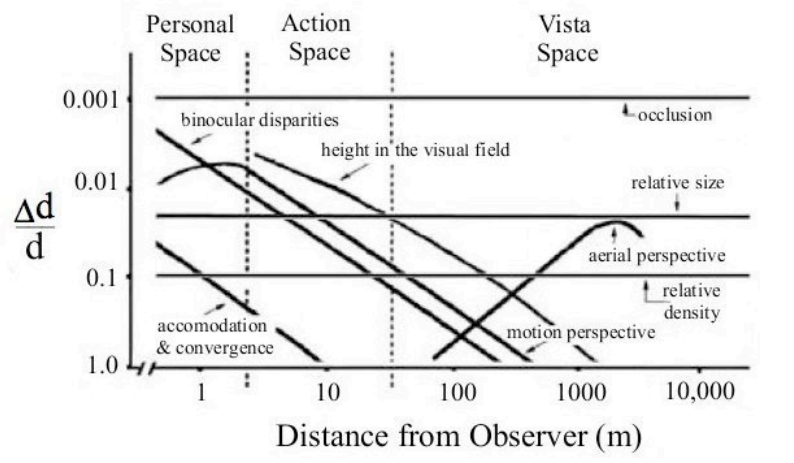 Personal
Space
Action
Space
Vista
Space
0.001
binocular disparities
occlusion
height in the visual field
0.01
relative size
Δd
d
aerial perspective
0.1
relative
density
accomodation
& convergence
motion perspective
1.0
1
10
100
1000
10,000
Distance from Observer (m)